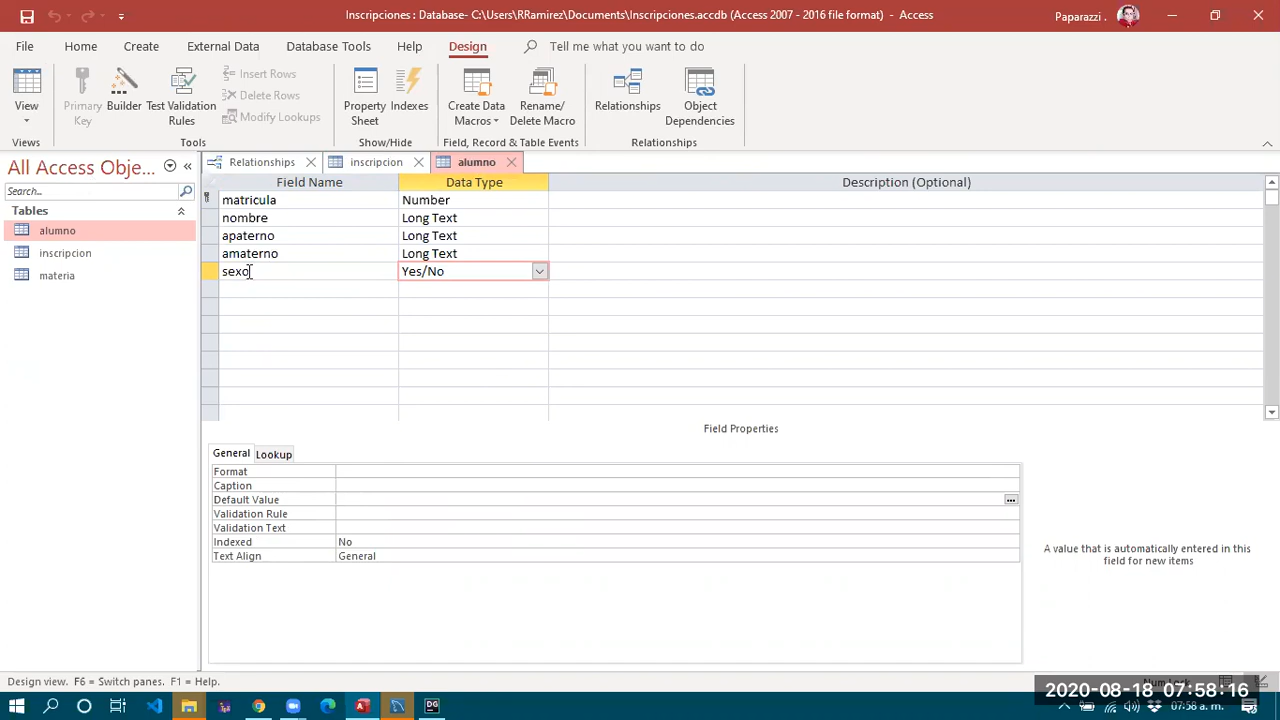 Inscripciones : Database- C:\Users\RRamirez\Documents\Inscripciones.accdb (Access 2007 - 2016 file format) - Access
Paparazzi .
File Home Create External Data Database Tools Help Design Tell me what you want to do
View
Primary Key
Builder
Test Validation Rules
Insert Rows
Delete Rows
Modify Lookups
Property Sheet
Indexes
Create Data Macros
Rename/ Delete Macro
Relationships
Object Dependencies
Views Tools Show/Hide Field, Record & Table Events Relationships
All Access Obje...
Search...
Tables
alumno
inscripcion
materia
Relationships inscripcion alumno
Field Name Data Type Description (Optional)
matricula Number
nombre Long Text
apaterno Long Text
amaterno Long Text
sexo Yes/No
Field Properties
General Lookup
Format
Caption
Default Value ...
Validation Rule
Validation Text
Indexed No
Text Align General
A value that is automatically entered in this
field for new items
Design view. F6 = Switch panes. F1 = Help.
Num Lock
2020-08-18 07:58:16
DG
07:58 a. m.